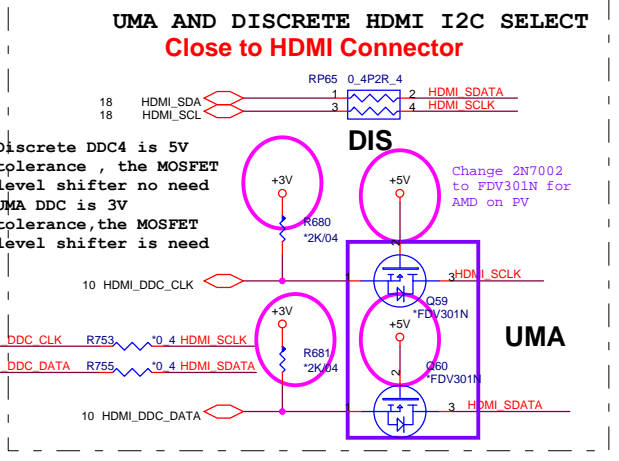 UMA AND DISCRETE HDMI I2C SELECT
Close to HDMI Connector
RP65 0_4P2R_4
18 HDMI_SDA 1 2 HDMI_SDATA
18 HDMI_SCL 3 4 HDMI_SCLK
Discrete DDC4 is 5V
tolerance , the MOSFET
level shifter no need
UMA DDC is 3V
tolerance,the MOSFET
level shifter is need
DIS
Change 2N7002
to FDV301N for
AMD on PV
+3V
+5V
R680
*2K/04
2
10 HDMI_DDC_CLK
1
3
HDMI_SCLK
Q59
*FDV301N
+3V
+5V
UMA
DDC_CLK R753 *0_4 HDMI_SCLK
DDC_DATA R755 *0_4 HDMI_SDATA
R681
*2K/04
2
Q60
*FDV301N
10 HDMI_DDC_DATA
1
3
HDMI_SDATA